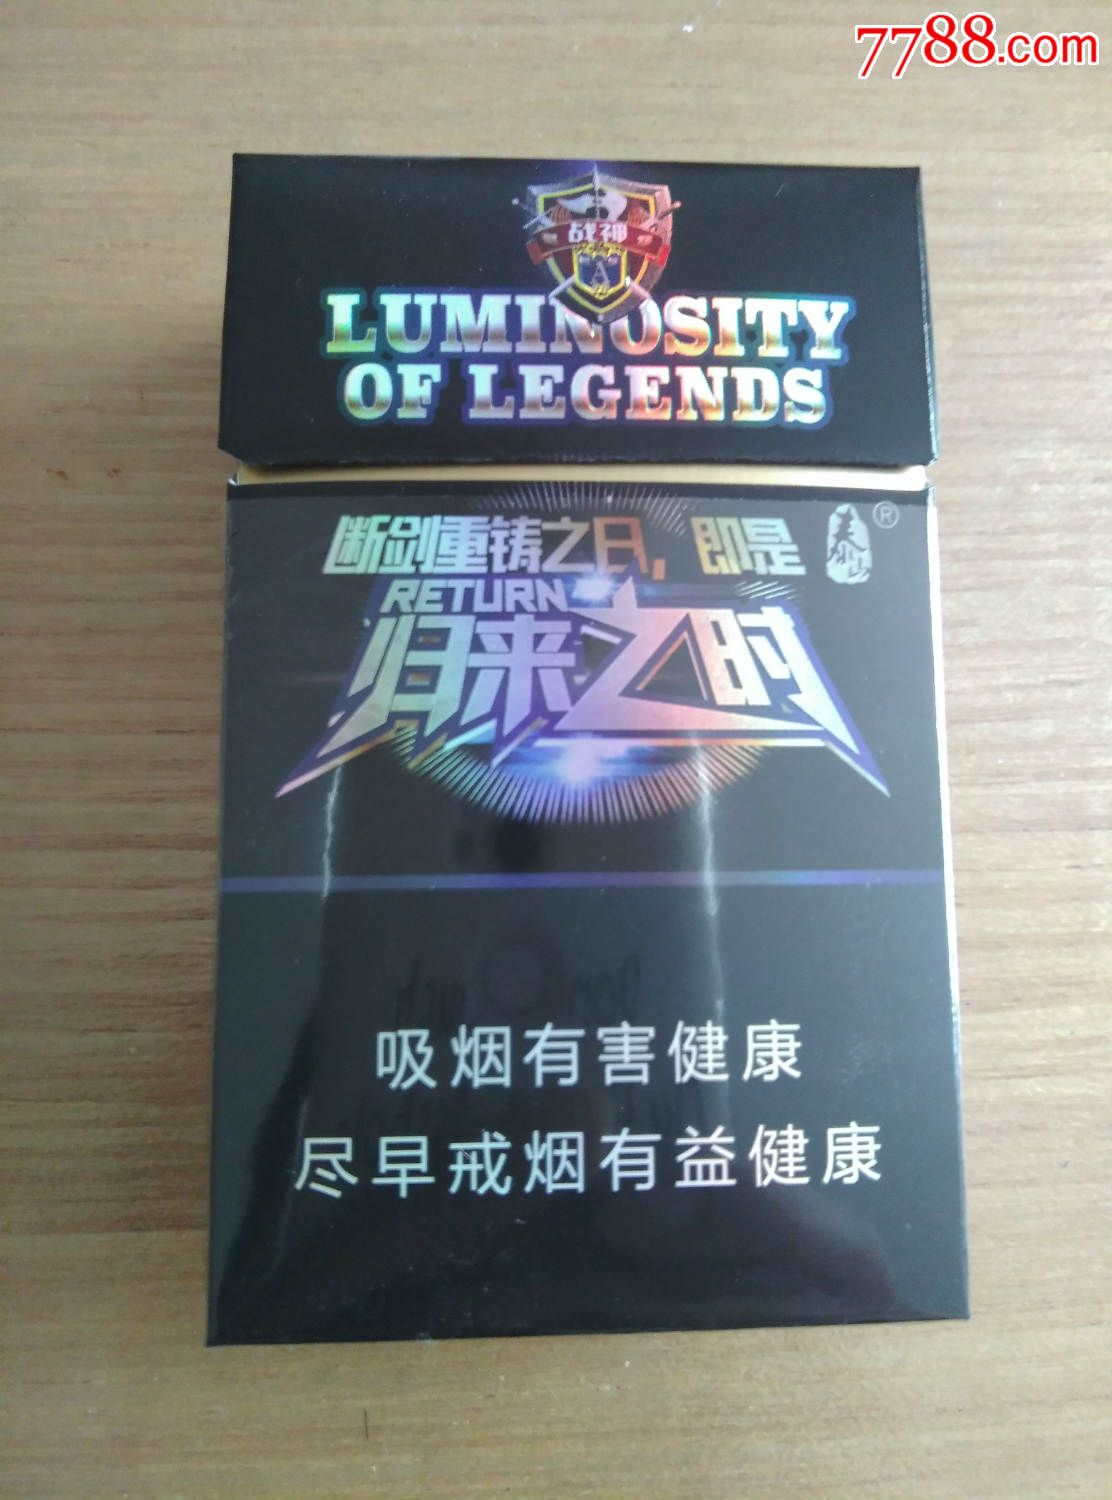 7788.com
战神
A
LUMINOSITY
OF LEGENDS
断剑重铸之日，即是
泰山®
RETURN
归来之时
吸烟有害健康
尽早戒烟有益健康